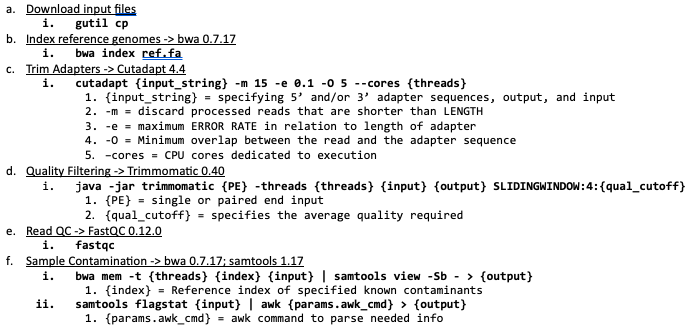 a. Download input files
i. gutil cp
b. Index reference genomes -> bwa 0.7.17
i. bwa index ref.fa
c. Trim Adapters -> Cutadapt 4.4
i. cutadapt {input_string} -m 15 -e 0.1 -O 5 --cores {threads}
1. {input_string} = specifying 5’ and/or 3’ adapter sequences, output, and input
2. -m = discard processed reads that are shorter than LENGTH
3. -e = maximum ERROR RATE in relation to length of adapter
4. -O = Minimum overlap between the read and the adapter sequence
5. –cores = CPU cores dedicated to execution
d. Quality Filtering -> Trimmomatic 0.40
i. java -jar trimmomatic {PE} -threads {threads} {input} {output} SLIDINGWINDOW:4:{qual_cutoff}
1. {PE} = single or paired end input
2. {qual_cutoff} = specifies the average quality required
e. Read QC -> FastQC 0.12.0
i. fastqc
f. Sample Contamination -> bwa 0.7.17; samtools 1.17
i. bwa mem -t {threads} {index} {input} | samtools view -Sb - > {output}
1. {index} = Reference index of specified known contaminants
ii. samtools flagstat {input} | awk {params.awk_cmd} > {output}
1. {params.awk_cmd} = awk command to parse needed info